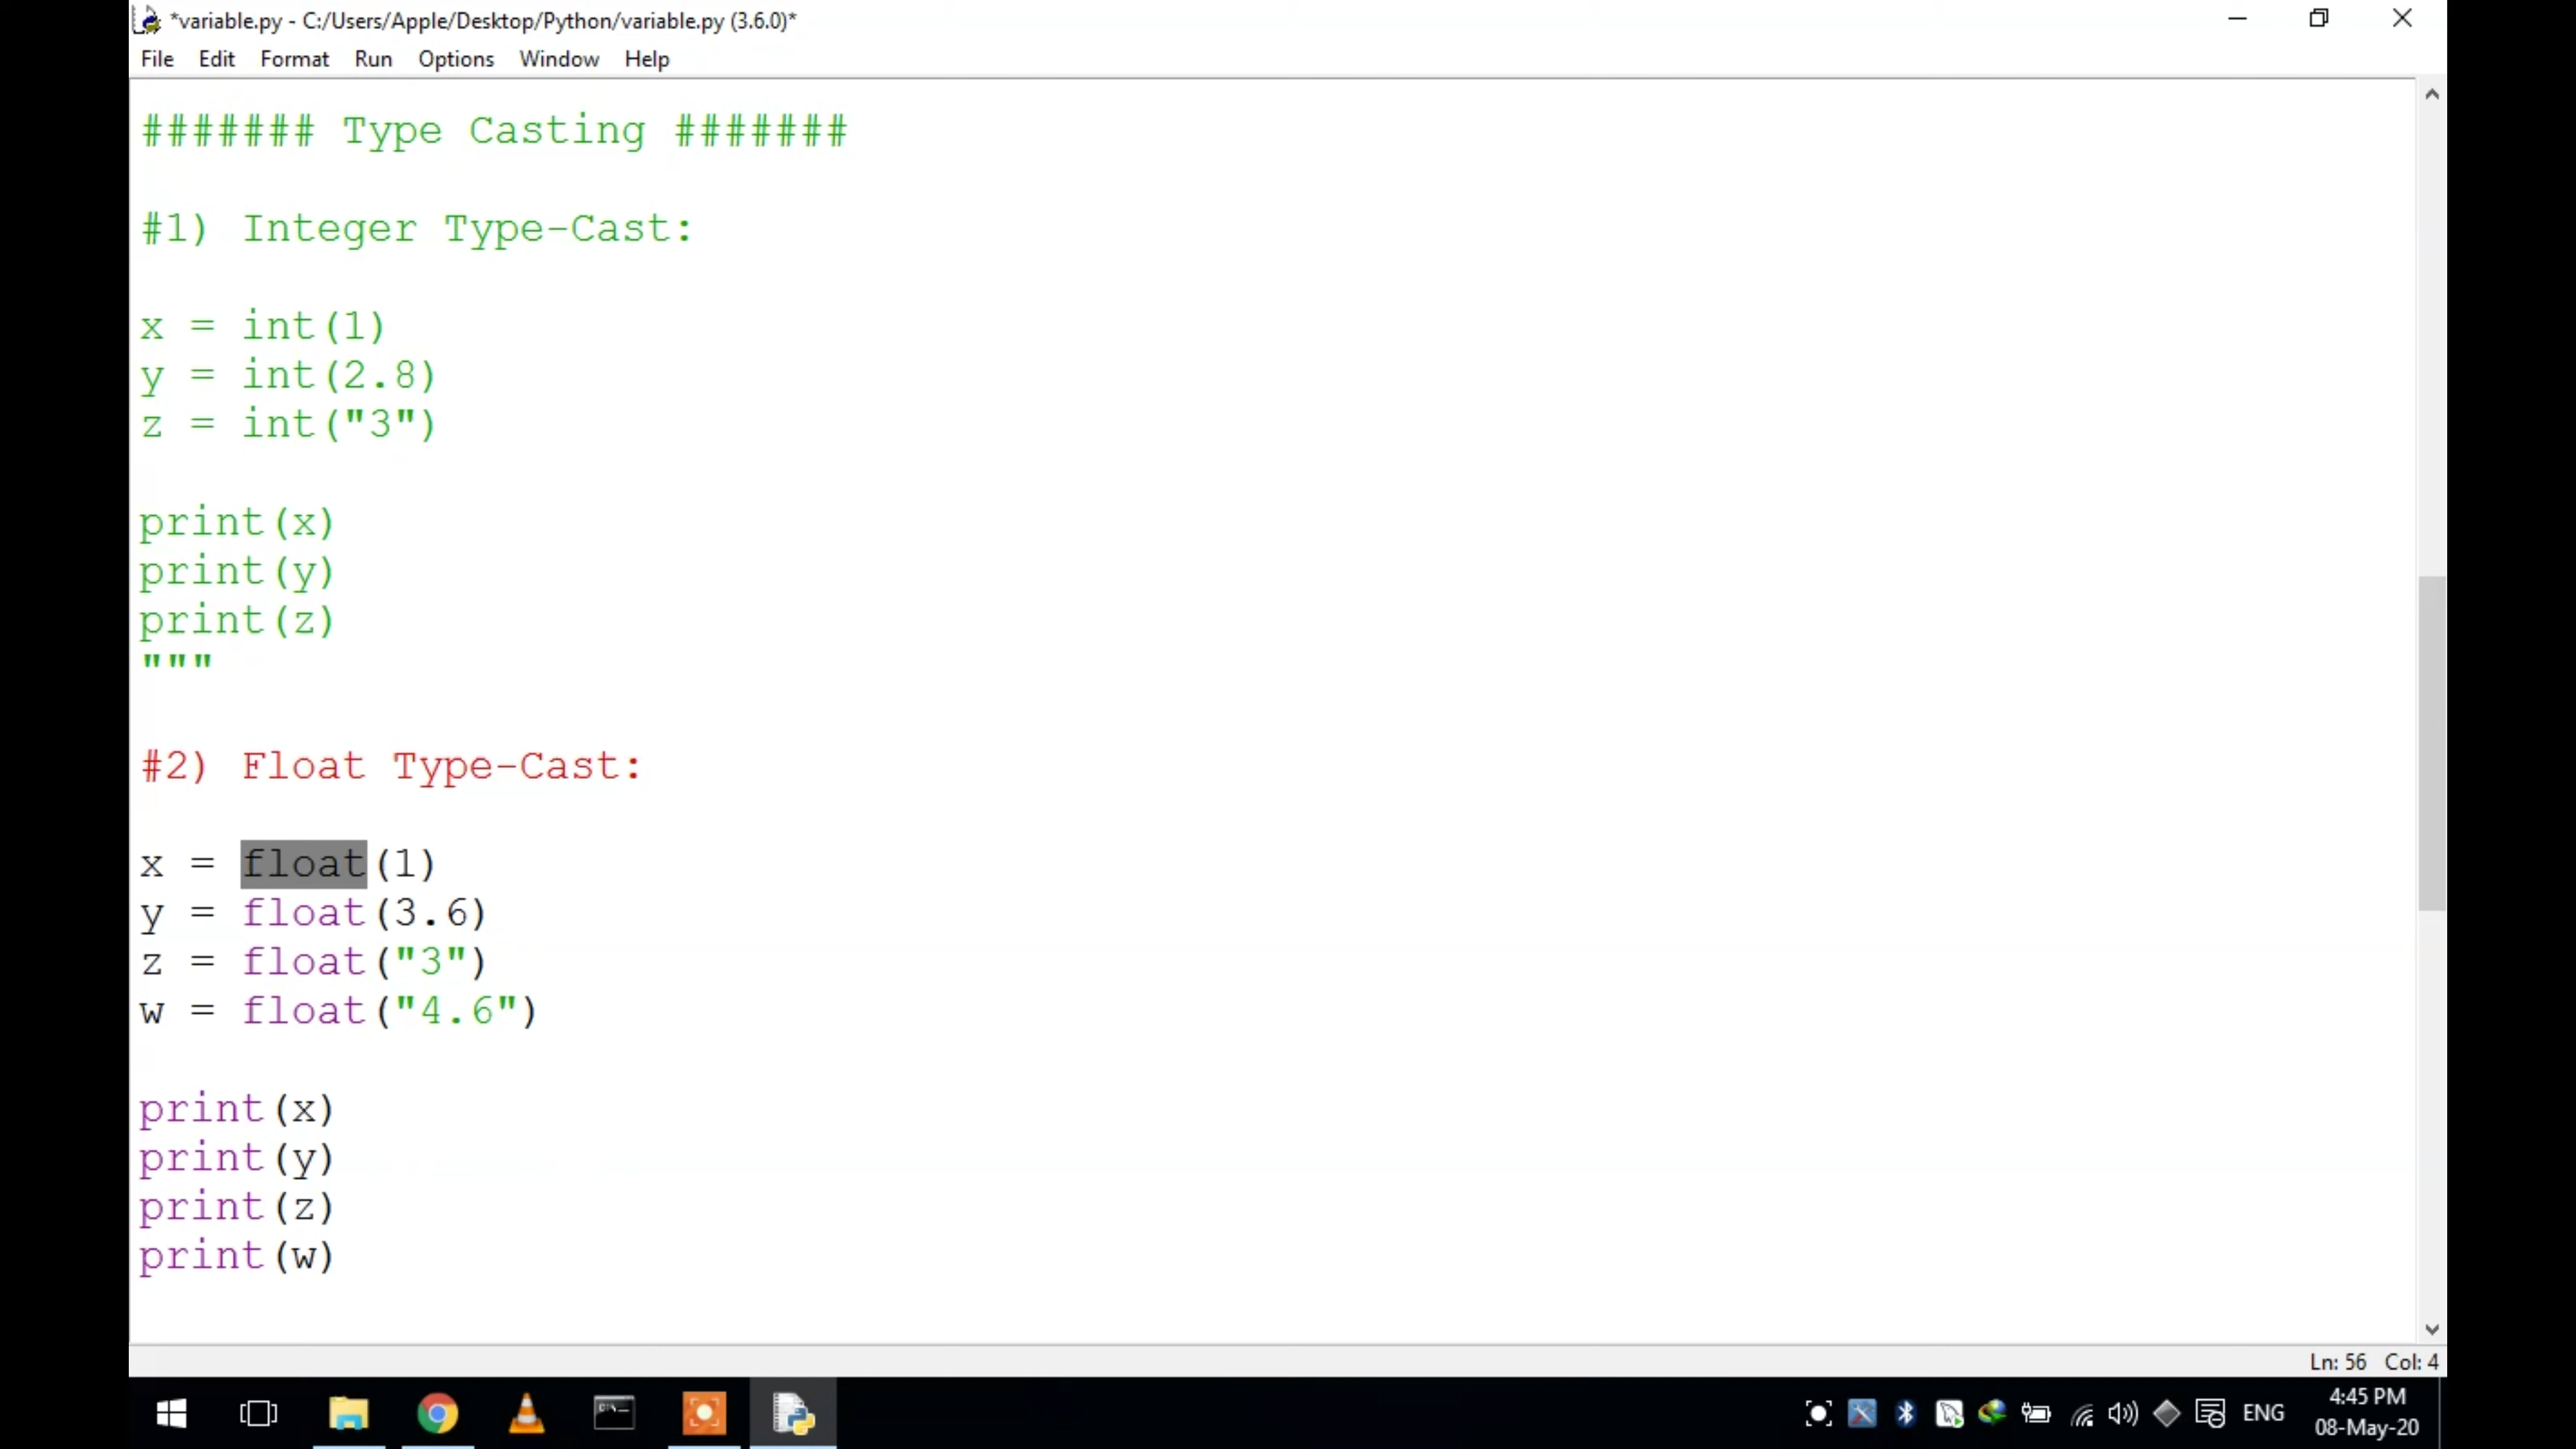 *variable.py - C:/Users/Apple/Desktop/Python/variable.py (3.6.0)*
File Edit Format Run Options Window Help
####### Type Casting #######
#1) Integer Type-Cast:
x = int(1)
y = int(2.8)
z = int("3")
print(x)
print(y)
print(z)
"""
#2) Float Type-Cast:
x = float(1)
y = float(3.6)
z = float("3")
w = float("4.6")
print(x)
print(y)
print(z)
print(w)
Ln: 56 Col: 4
ENG
4:45 PM
08-May-20